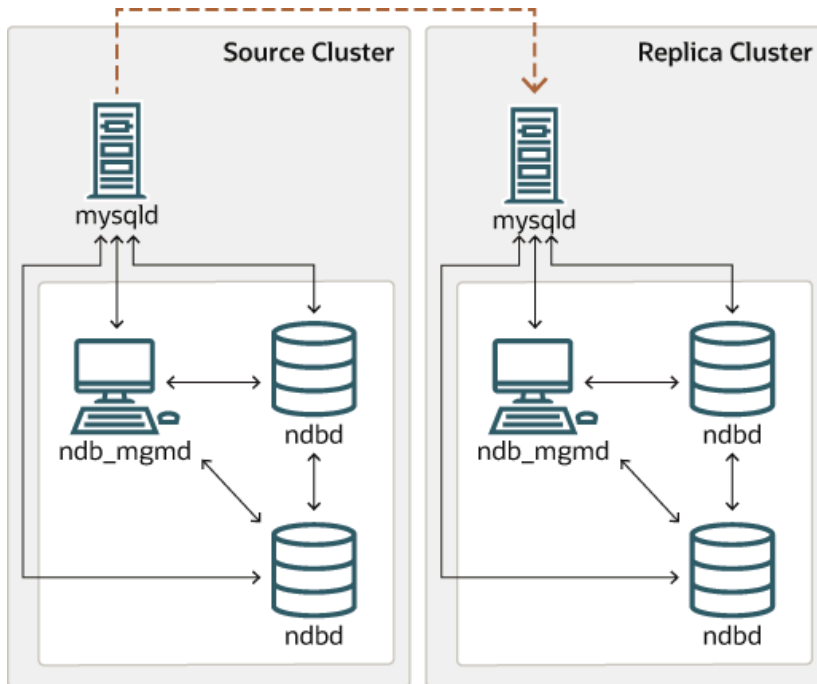 Source Cluster
mysqld
ndb_mgmd
ndbd
ndbd
Replica Cluster
mysqld
ndb_mgmd
ndbd
ndbd